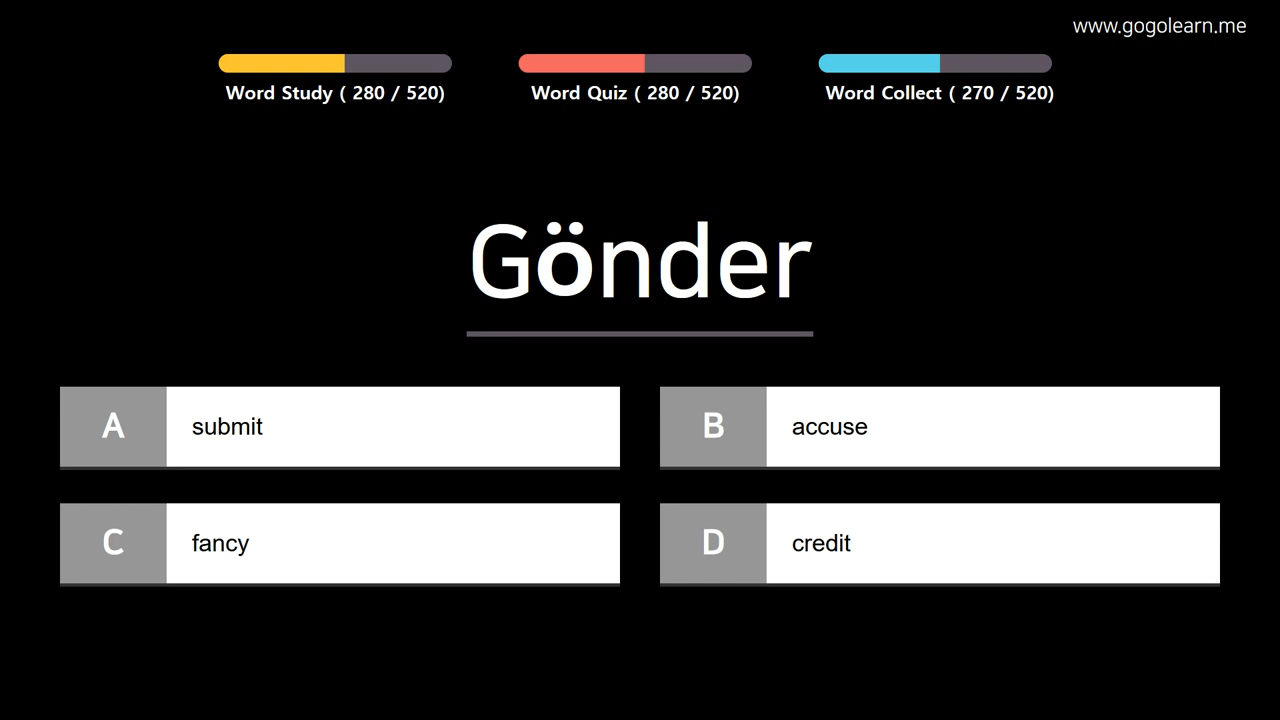 www.gogolearn.me
Word Study ( 280 / 520)
Word Quiz ( 280 / 520)
Word Collect ( 270 / 520)
Gönder
A submit
B accuse
C fancy
D credit